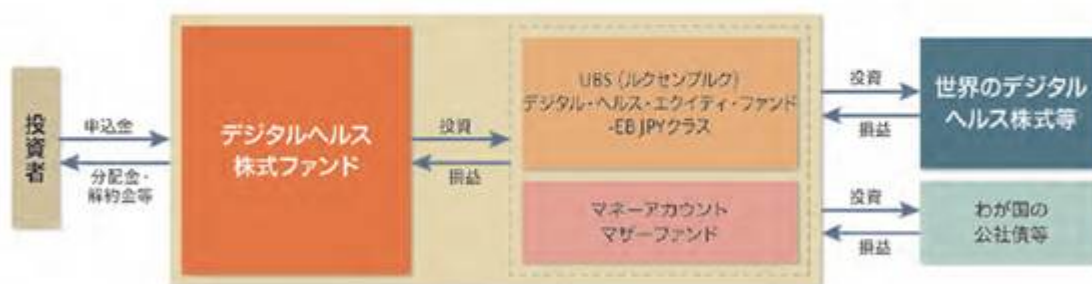 投資者
申込金
分配金・
解約金等
デジタルヘルス
株式ファンド
投資
損益
UBS（ルクセンブルク）
デジタル・ヘルス・エクイティ・ファンド
-EB JPYクラス
マネーアカウント
マザーファンド
投資
損益
世界のデジタル
ヘルス株式等
投資
損益
わが国の
公社債等